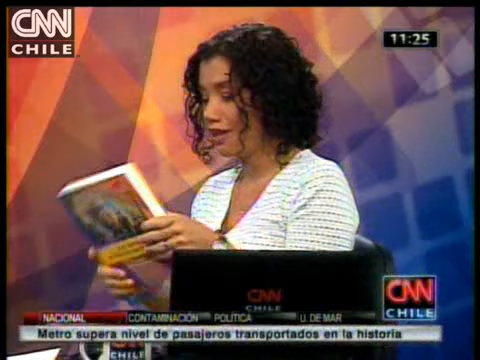 CNN
CHILE
11:25
CNN
CHILE
CNN
CHILE
NACIONAL CONTAMINACIÓN POLÍTICA U. DE MAR
Metro supera nivel de pasajeros transportados en la historia
CNN
CHILE